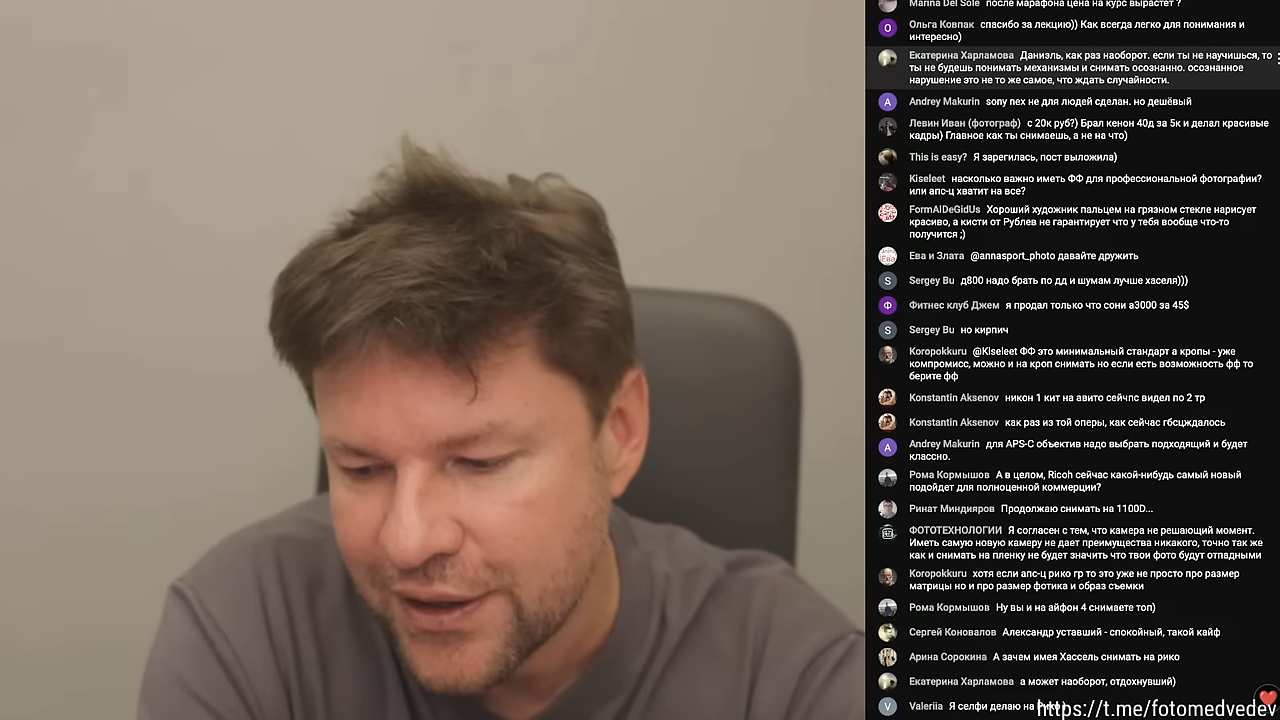 Marina Del Sole после марафона цена на курс вырастет ?
Ольга Ковпак спасибо за лекцию)) Как всегда легко для понимания и
интересно)
Екатерина Харламова Даниэль, как раз наоборот. если ты не научишься, то
ты не будешь понимать механизмы и снимать осознанно. осознанное
нарушение это не то же самое, что ждать случайности.
Andrey Makurin sony nex не для людей сделан. но дешёвый
Левин Иван (фотограф) с 20к руб?) Брал кенон 40д за 5к и делал красивые
кадры) Главное как ты снимаешь, а не на что)
This is easy? Я зарегилась, пост выложила)
Kiseleet насколько важно иметь ФФ для профессиональной фотографии?
или апс-ц хватит на все?
FormAlDeGidUs Хороший художник пальцем на грязном стекле нарисует
красиво, а кисти от Рублев не гарантирует что у тебя вообще что-то
получится ;)
Ева и Злата @annasport_photo давайте дружить
Sergey Bu д800 надо брать по дд и шумам лучше хаселя)))
Фитнес клуб Джем я продал только что сони а3000 за 45$
Sergey Bu но кирпич
Koropokkuru @Kiseleet ФФ это минимальный стандарт а кропы - уже
компромисс, можно и на кроп снимать но если есть возможность фф то
берите фф
Konstantin Aksenov никон 1 кит на авито сейчпс видел по 2 тр
Konstantin Aksenov как раз из той оперы, как сейчас гбсцждалось
Andrey Makurin для APS-C объектив надо выбрать подходящий и будет
классно.
Рома Кормышов А в целом, Ricoh сейчас какой-нибудь самый новый
подойдет для полноценной коммерции?
Ринат Миндияров Продолжаю снимать на 1100D...
ФОТОТЕХНОЛОГИИ Я согласен с тем, что камера не решающий момент.
Иметь самую новую камеру не дает преимущества никакого, точно так же
как и снимать на пленку не будет значить что твои фото будут отпадными
Koropokkuru хотя если апс-ц рико гр то это уже не просто про размер
матрицы но и про размер фотика и образ съемки
Рома Кормышов Ну вы и на айфон 4 снимаете топ)
Сергей Коновалов Александр уставший - спокойный, такой кайф
Арина Сорокина А зачем имея Хассель снимать на рико
Екатерина Харламова а может наоборот, отдохнувший)
Valeriia Я селфи делаю на
https://t.me/fotomedvedev